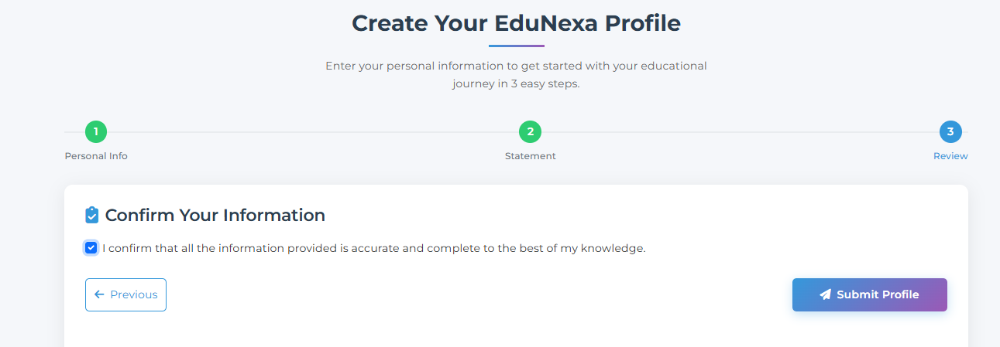 Create Your EduNexa Profile
Enter your personal information to get started with your educational
journey in 3 easy steps.
1
2
3
Personal Info
Statement
Review
Confirm Your Information
I confirm that all the information provided is accurate and complete to the best of my knowledge.
Previous
Submit Profile